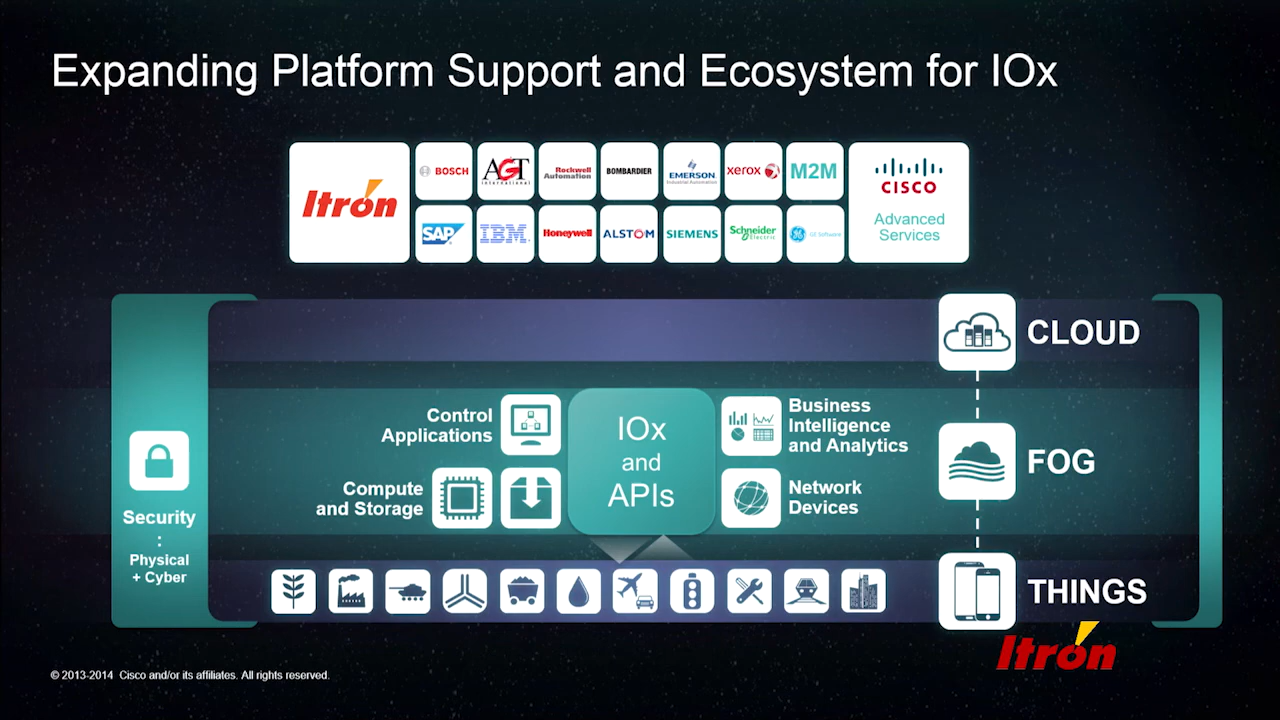 Expanding Platform Support and Ecosystem for IOx
Itrón
BOSCH
AGT
International
Rockwell
Automation
BOMBARDIER
EMERSON
Industrial Automation
xerox
M2M
CISCO
Advanced
Services
SAP
IBM
Honeywell
ALSTOM
SIEMENS
Schneider
Electric
GE Software
CLOUD
Control
Applications
IOx
and
APIs
Business
Intelligence
and Analytics
FOG
Compute
and Storage
Network
Devices
Security
:
Physical
+ Cyber
THINGS
Itrón
© 2013-2014 Cisco and/or its affiliates. All rights reserved.